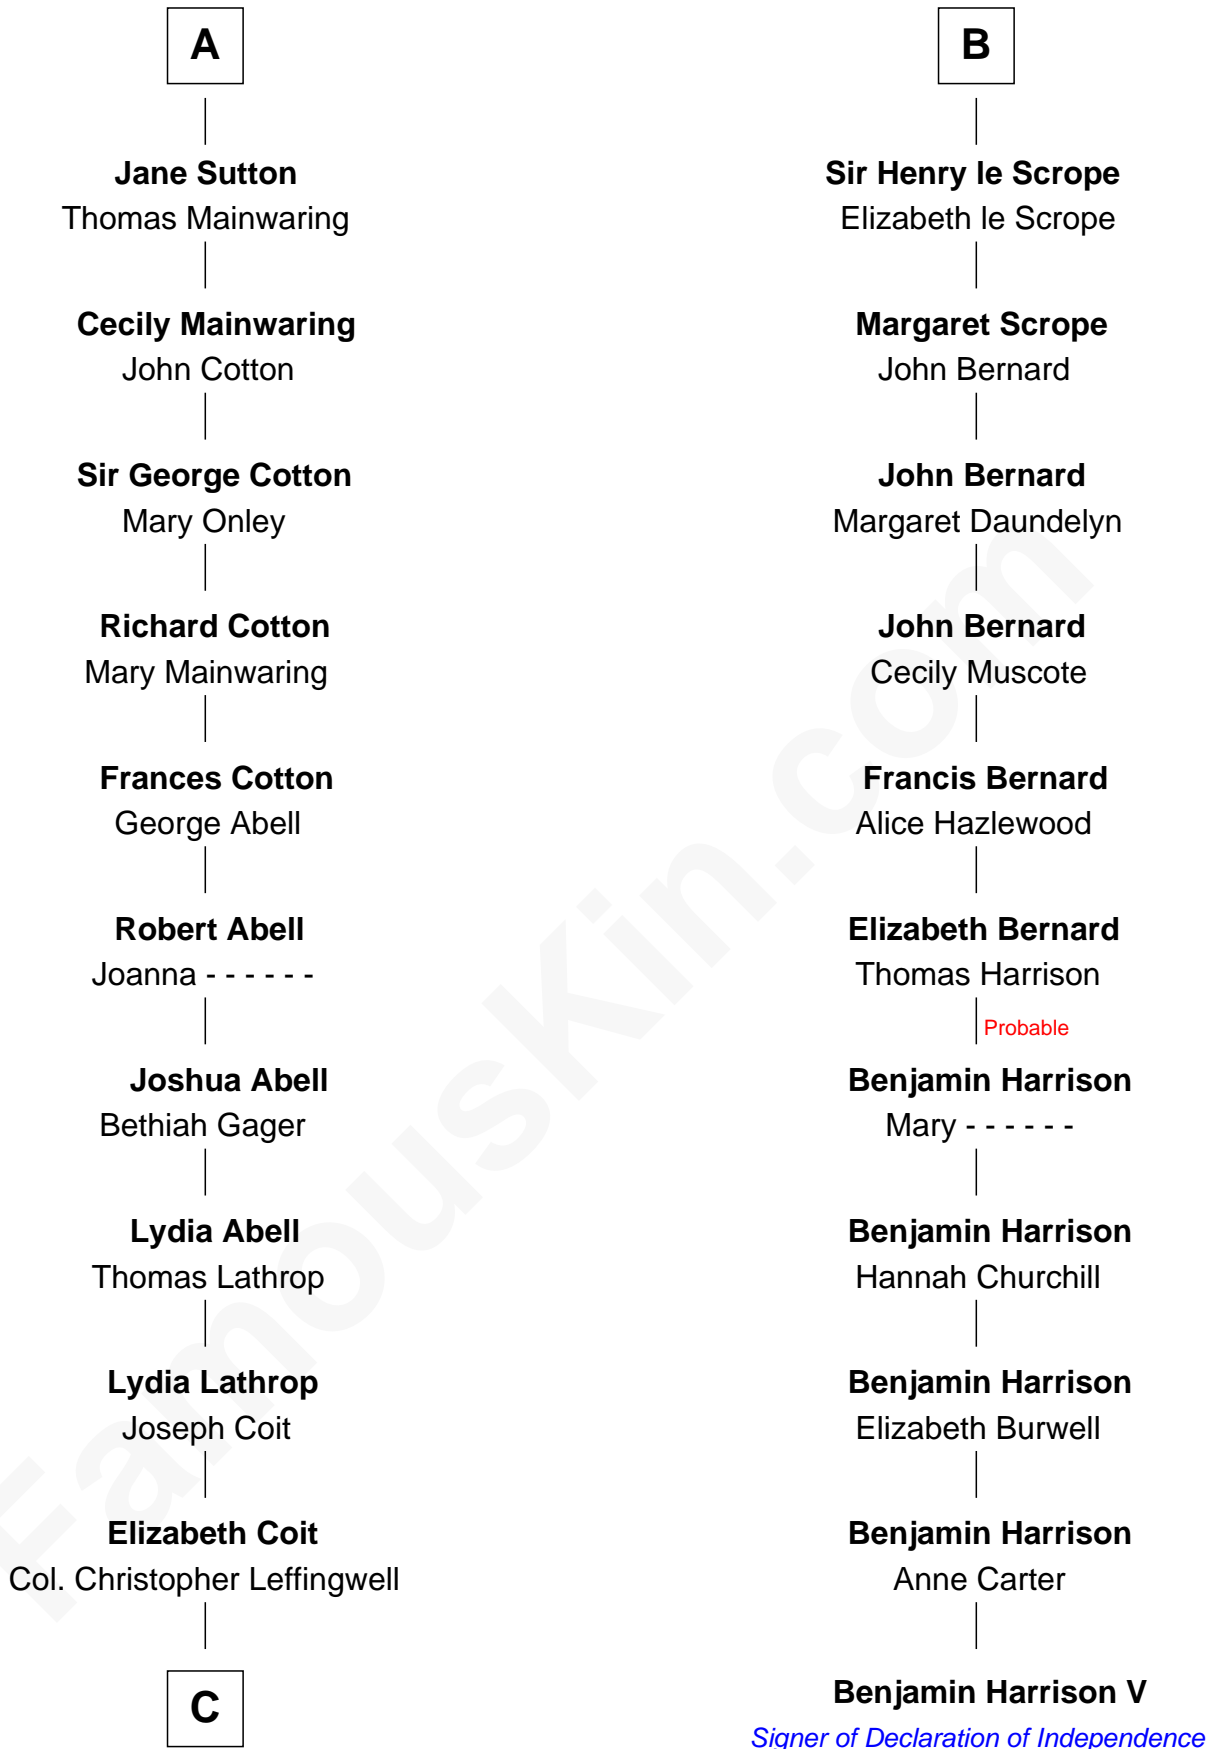 A
Jane Sutton
Thomas Mainwaring
Cecily Mainwaring
John Cotton
Sir George Cotton
Mary Onley
Richard Cotton
Mary Mainwaring
Frances Cotton
George Abell
Robert Abell
Joanna - - - - - -
Joshua Abell
Bethiah Gager
Lydia Abell
Thomas Lathrop
Lydia Lathrop
Joseph Coit
Elizabeth Coit
Col. Christopher Leffingwell
C
B
Sir Henry le Scrope
Elizabeth le Scrope
Margaret Scrope
John Bernard
John Bernard
Margaret Daundelyn
John Bernard
Cecily Muscote
Francis Bernard
Alice Hazlewood
Elizabeth Bernard
Thomas Harrison
Probable
Benjamin Harrison
Mary - - - - - -
Benjamin Harrison
Hannah Churchill
Benjamin Harrison
Elizabeth Burwell
Benjamin Harrison
Anne Carter
Benjamin Harrison V
Signer of Declaration of Independence
FamousKin.com